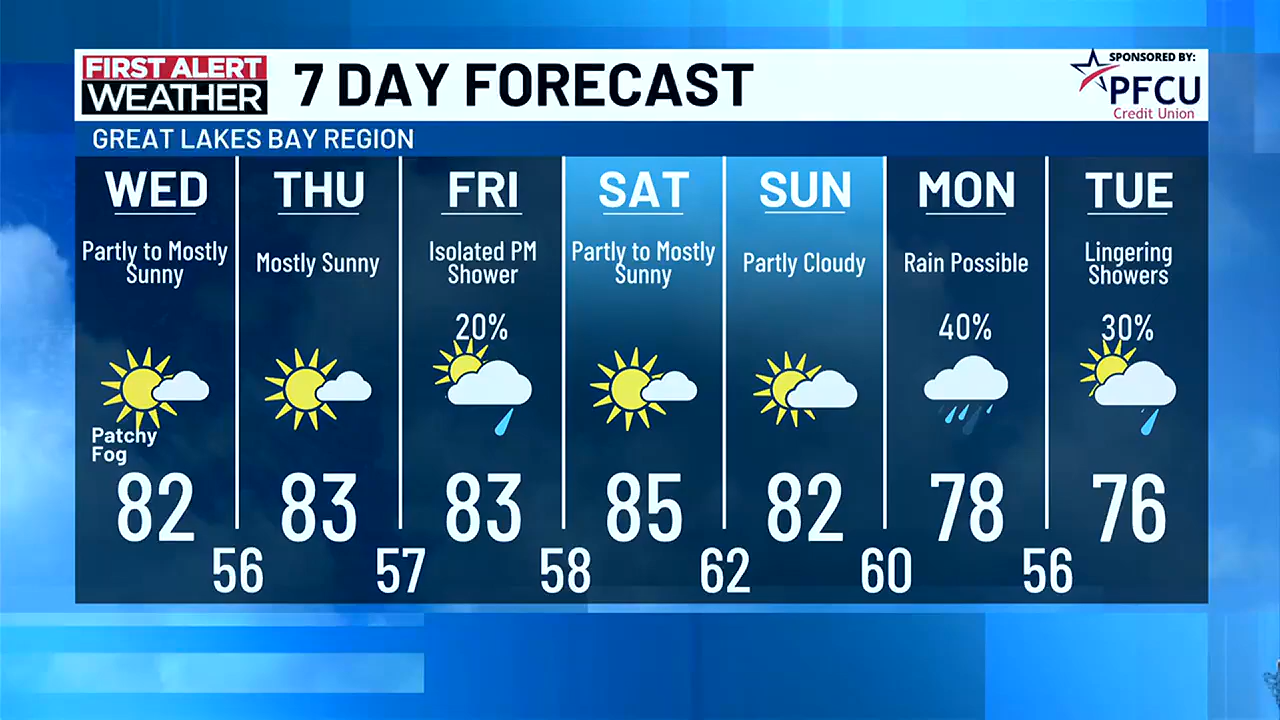 FIRST ALERT
WEATHER
7 DAY FORECAST
SPONSORED BY:
PFCU
Credit Union
GREAT LAKES BAY REGION
WED
Partly to Mostly
Sunny
Patchy
Fog
82
56
THU
Mostly Sunny
83
57
FRI
Isolated PM
Shower
20%
83
58
SAT
Partly to Mostly
Sunny
85
62
SUN
Partly Cloudy
82
60
MON
Rain Possible
40%
78
56
TUE
Lingering
Showers
30%
76